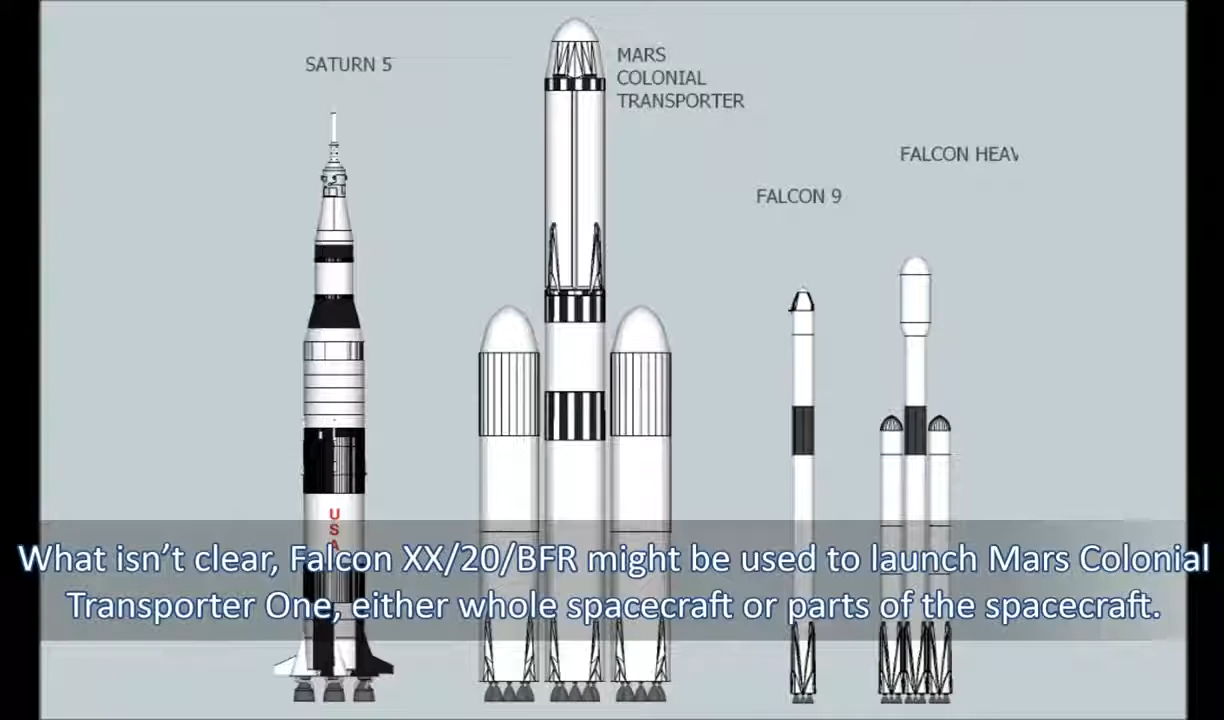 SATURN 5
MARS
COLONIAL
TRANSPORTER
FALCON HEAV
FALCON 9
U
S
A
What isn't clear, Falcon XX/20/BFR might be used to launch Mars Colonial
Transporter One, either whole spacecraft or parts of the spacecraft.